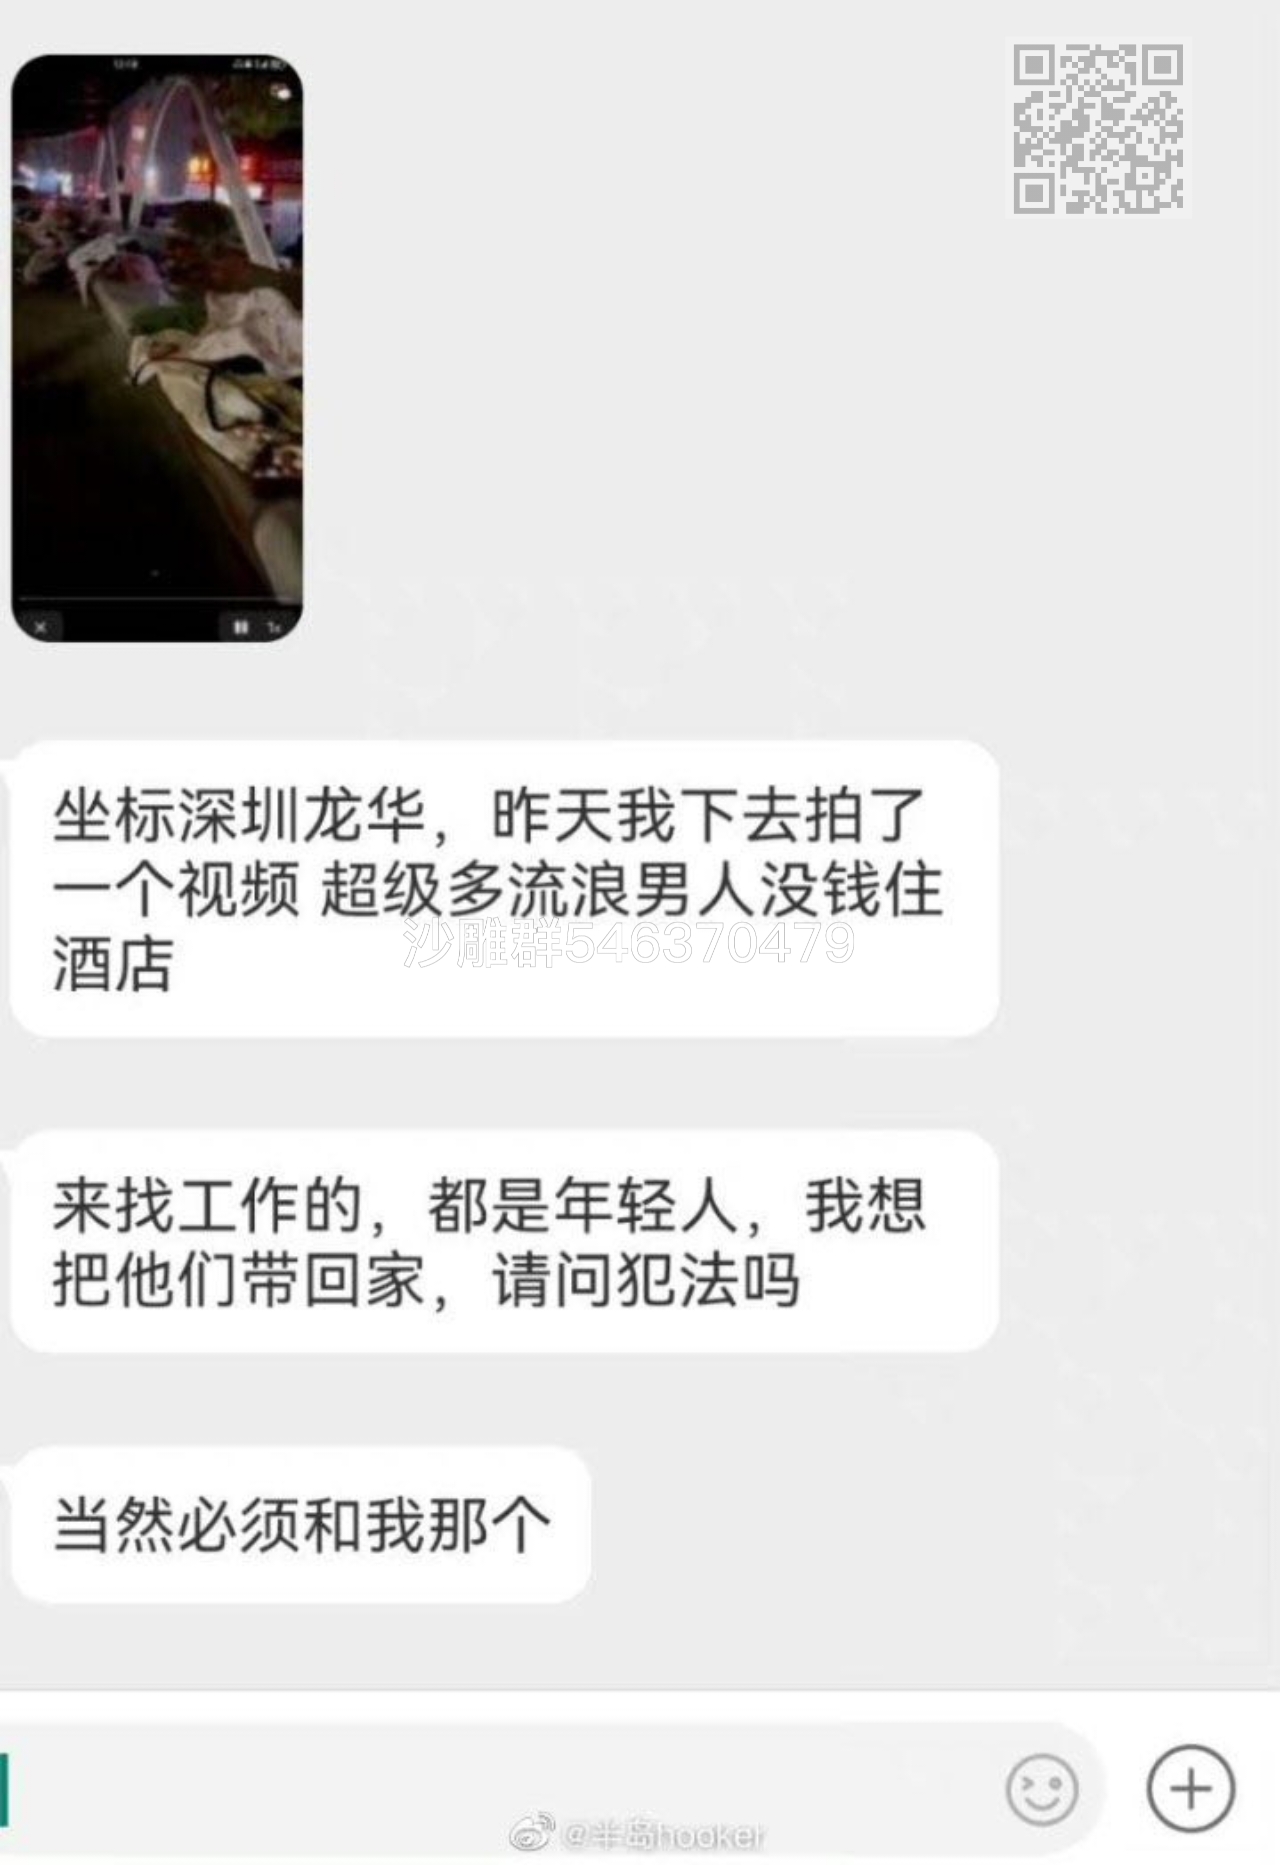 坐标深圳龙华，昨天我下去拍了
一个视频 超级多流浪男人没钱住
酒店
沙雕群546370479
来找工作的，都是年轻人，我想
把他们带回家，请问犯法吗
当然必须和我那个
@半岛hooker